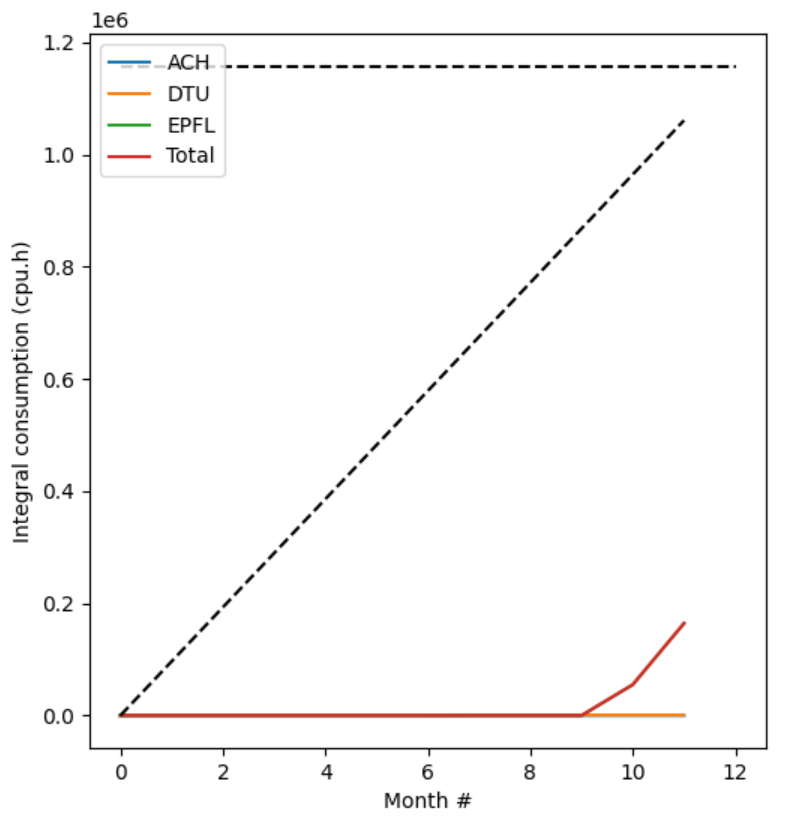 1e6
1.2
1.0
0.8
0.6
0.4
0.2
0.0
ACH
DTU
EPFL
Total
Integral consumption (cpu.h)
0 2 4 6 8 10 12
Month #